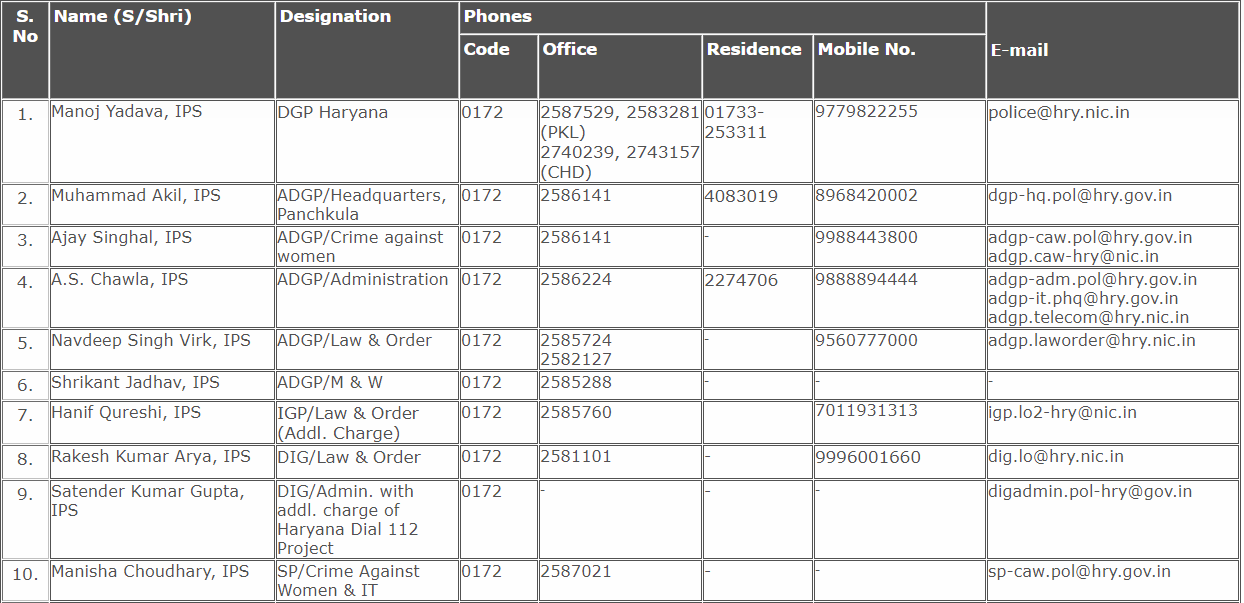 S. No Name (S/Shri) Designation Phones E-mail
Code Office Residence Mobile No.
1. Manoj Yadava, IPS DGP Haryana 0172 2587529, 2583281 01733- 9779822255 police@hry.nic.in
(PKL) 253311
2740239, 2743157
(CHD)
2. Muhammad Akil, IPS ADGP/Headquarters, 0172 2586141 4083019 8968420002 dgp-hq.pol@hry.gov.in
Panchkula
3. Ajay Singhal, IPS ADGP/Crime against 0172 2586141 - 9988443800 adgp-caw.pol@hry.gov.in
women adgp.caw-hry@nic.in
4. A.S. Chawla, IPS ADGP/Administration 0172 2586224 2274706 9888894444 adgp-adm.pol@hry.gov.in
adgp-it.phq@hry.gov.in
adgp.telecom@hry.nic.in
5. Navdeep Singh Virk, IPS ADGP/Law & Order 0172 2585724 - 9560777000 adgp.laworder@hry.nic.in
2582127
6. Shrikant Jadhav, IPS ADGP/M & W 0172 2585288 - - -
7. Hanif Qureshi, IPS IGP/Law & Order 0172 2585760 7011931313 igp.lo2-hry@nic.in
(Addl. Charge)
8. Rakesh Kumar Arya, IPS DIG/Law & Order 0172 2581101 - 9996001660 dig.lo@hry.nic.in
9. Satender Kumar Gupta, DIG/Admin. with 0172 - - - digadmin.pol-hry@gov.in
IPS addl. charge of
Haryana Dial 112
Project
10. Manisha Choudhary, IPS SP/Crime Against 0172 2587021 - - sp-caw.pol@hry.gov.in
Women & IT